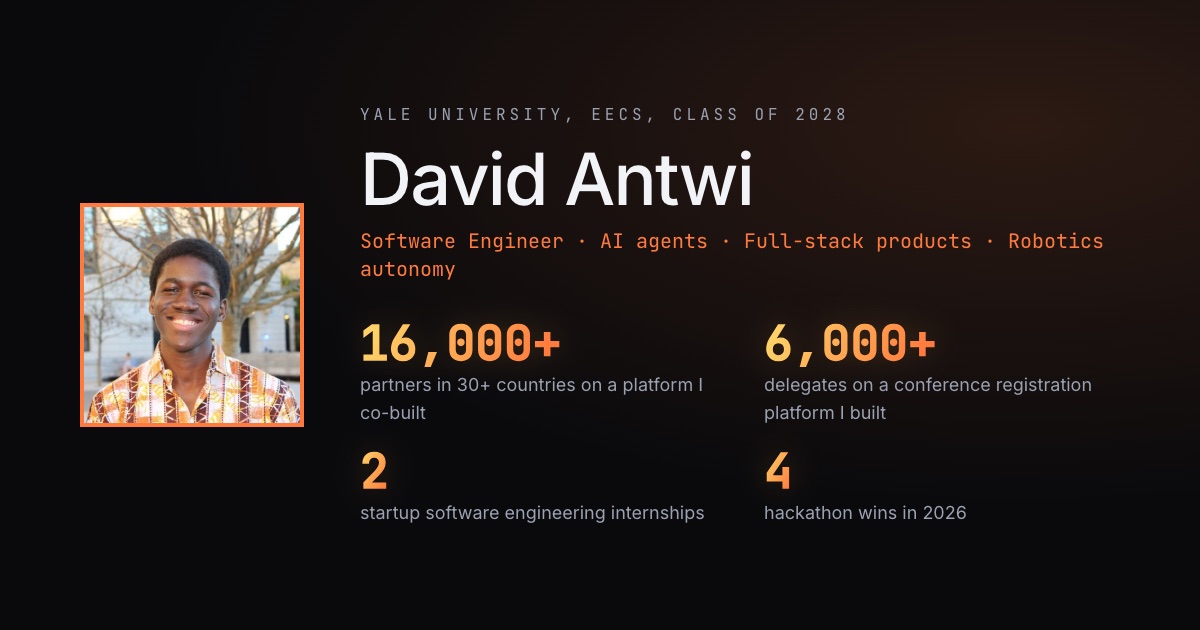 YALE UNIVERSITY, EECS, CLASS OF 2028
David Antwi
Software Engineer · AI agents · Full-stack products · Robotics
autonomy
16,000+
partners in 30+ countries on a platform I
co-built
6,000+
delegates on a conference registration
platform I built
2
startup software engineering internships
4
hackathon wins in 2026